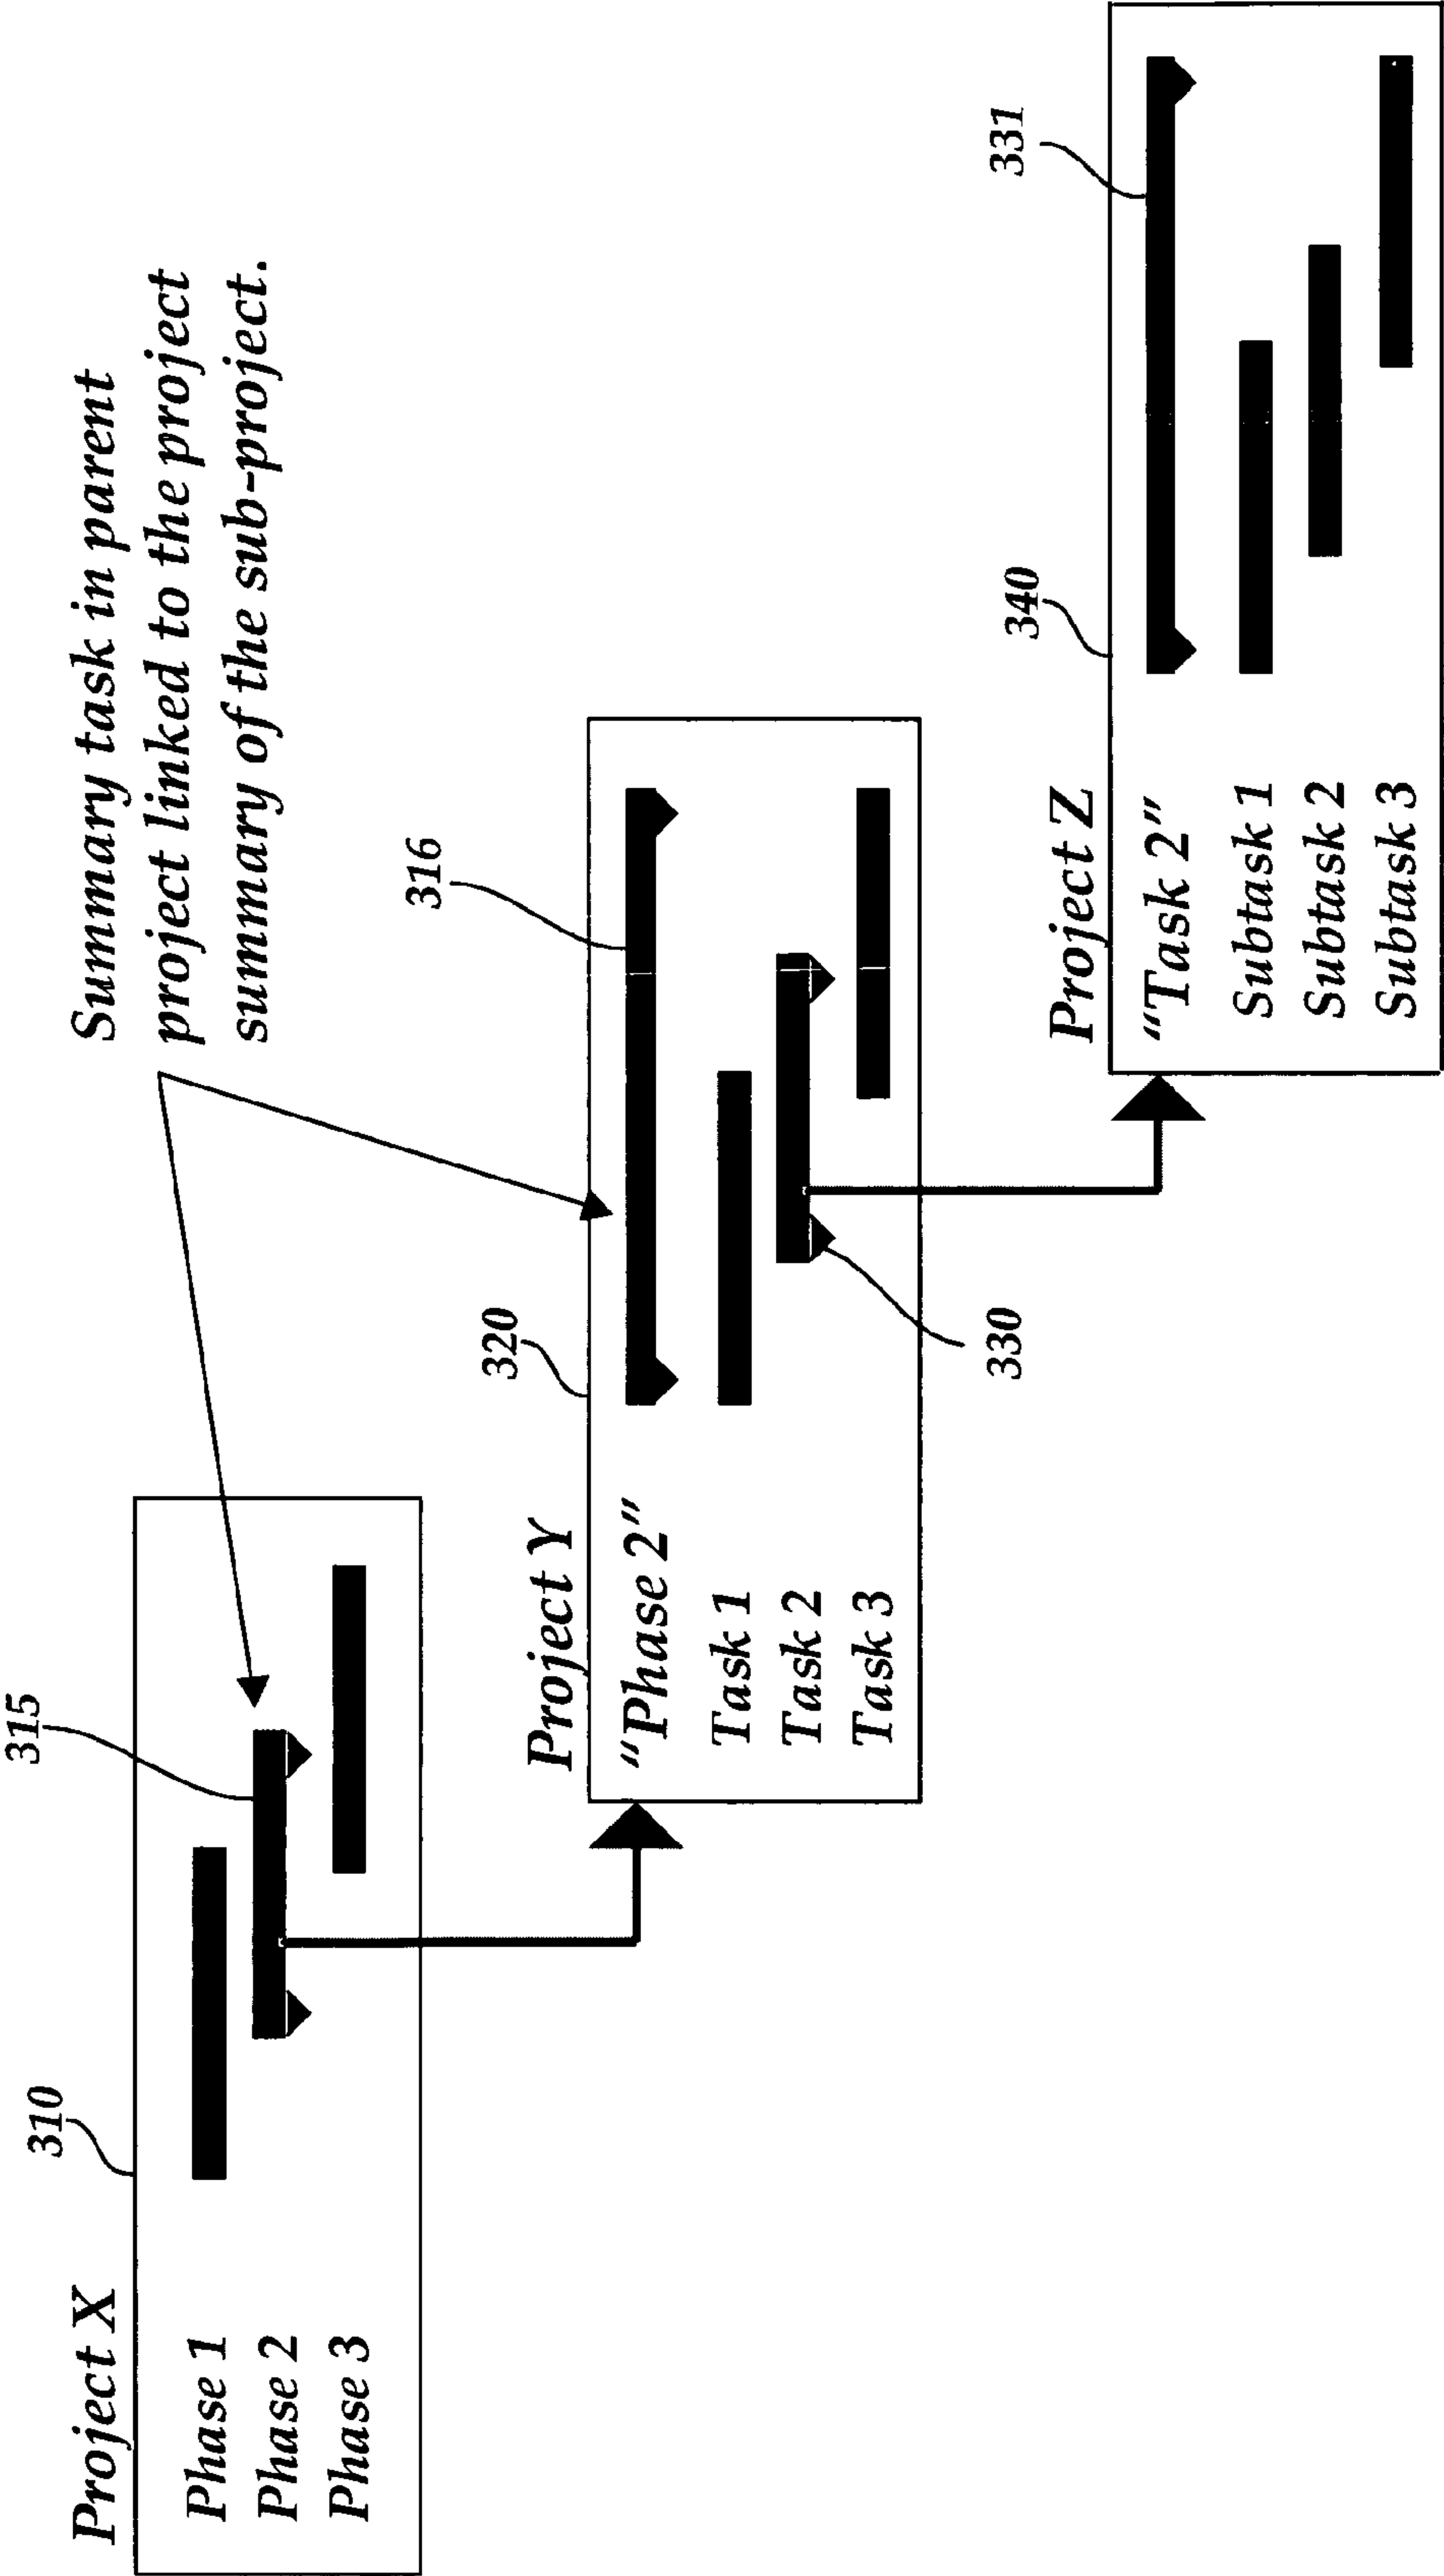 Summary task in parent
project linked to the project
summary of the sub-project.
Project X
310
315
Phase 1
Phase 2
Phase 3
316
320
Project Y
"Phase 2"
Task 1
Task 2
Task 3
330
331
340
Project Z
"Task 2"
Subtask 1
Subtask 2
Subtask 3